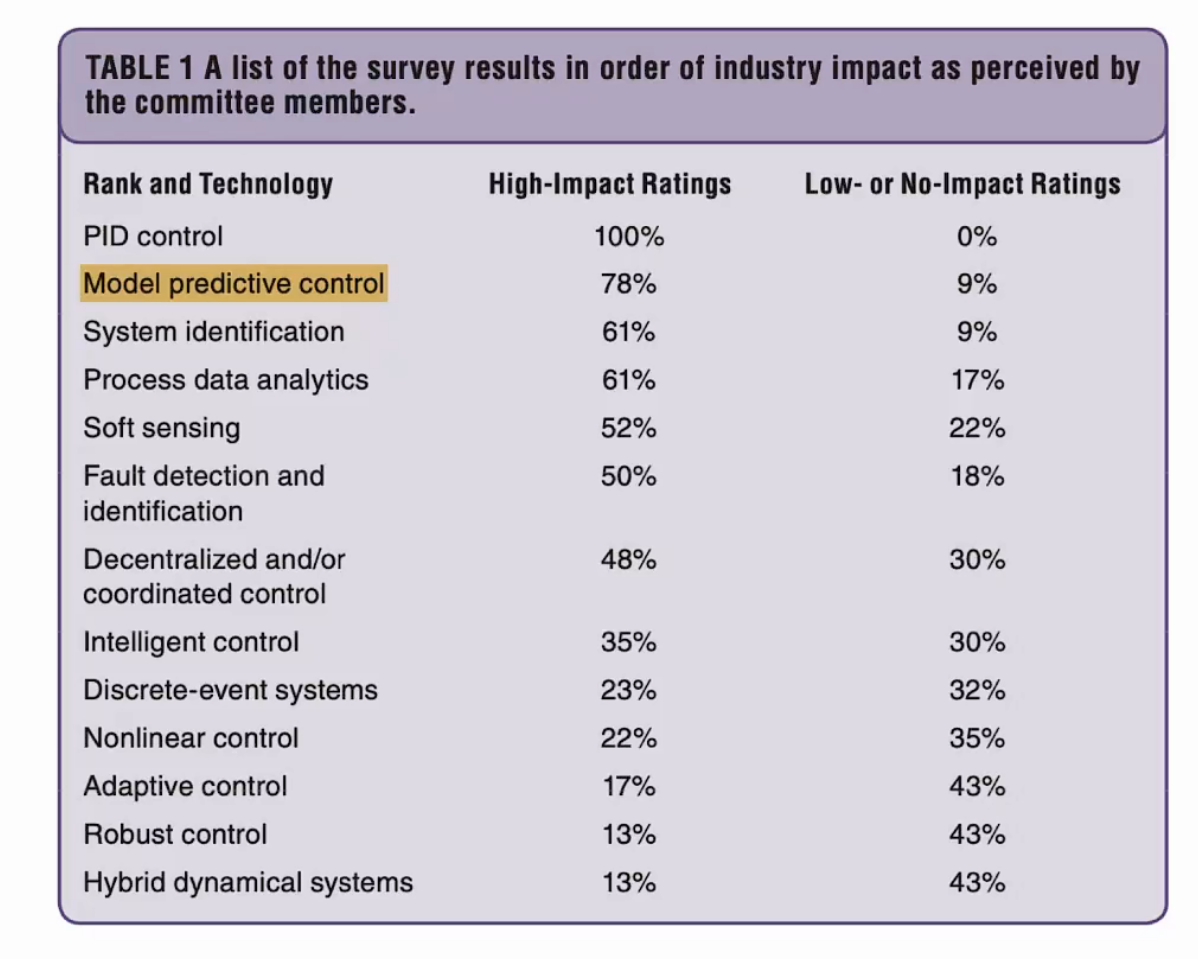 TABLE 1 A list of the survey results in order of industry impact as perceived by
the committee members.
Rank and Technology High-Impact Ratings Low- or No-Impact Ratings
PID control 100% 0%
Model predictive control 78% 9%
System identification 61% 9%
Process data analytics 61% 17%
Soft sensing 52% 22%
Fault detection and 50% 18%
identification
Decentralized and/or 48% 30%
coordinated control
Intelligent control 35% 30%
Discrete-event systems 23% 32%
Nonlinear control 22% 35%
Adaptive control 17% 43%
Robust control 13% 43%
Hybrid dynamical systems 13% 43%